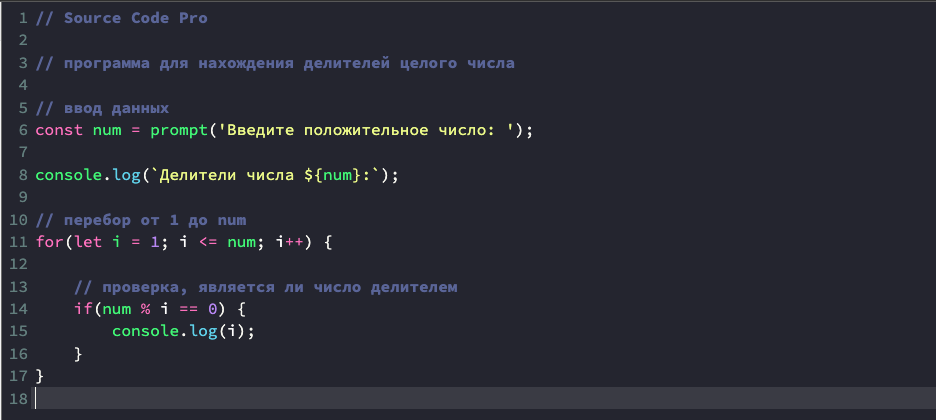 1 // Source Code Pro
2
3 // программа для нахождения делителей целого числа
4
5 // ввод данных
6 const num = prompt('Введите положительное число: ');
7
8 console.log(`Делители числа ${num}:`);
9
10 // перебор от 1 до num
11 for(let i = 1; i <= num; i++) {
12
13     // проверка, является ли число делителем
14     if(num % i == 0) {
15         console.log(i);
16     }
17 }
18